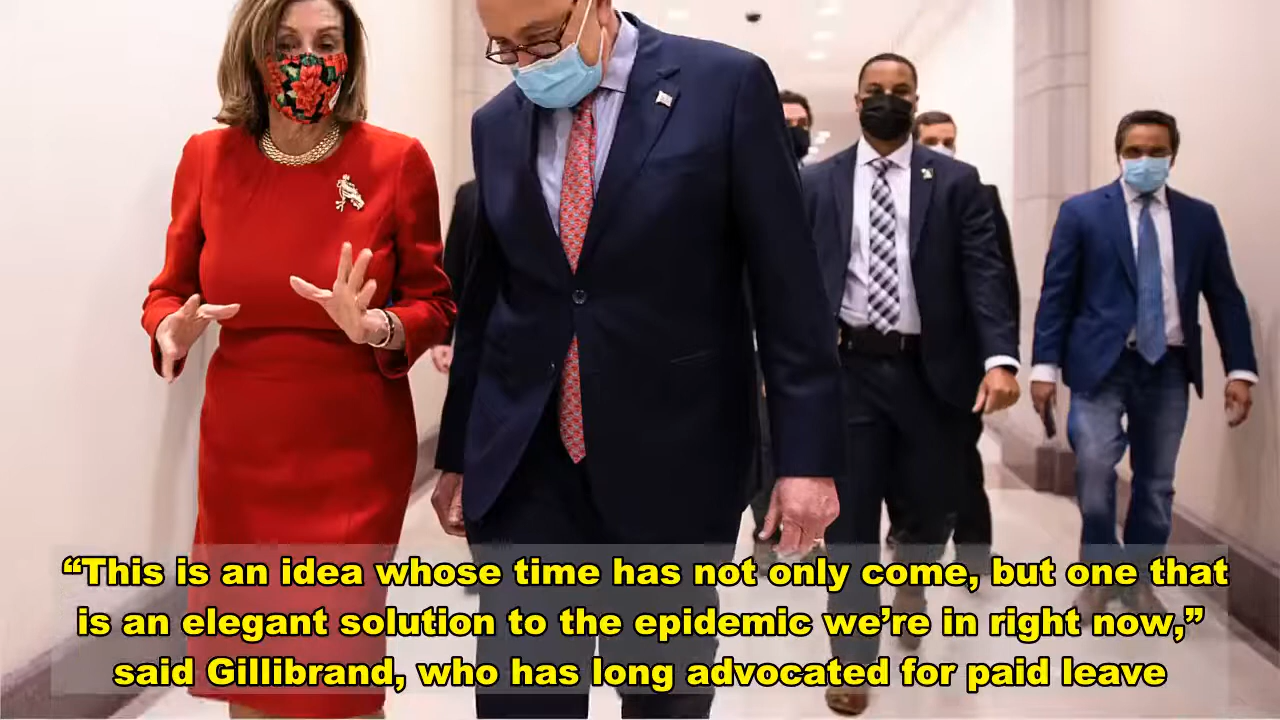 “This is an idea whose time has not only come, but one that
is an elegant solution to the epidemic we’re in right now,”
said Gillibrand, who has long advocated for paid leave